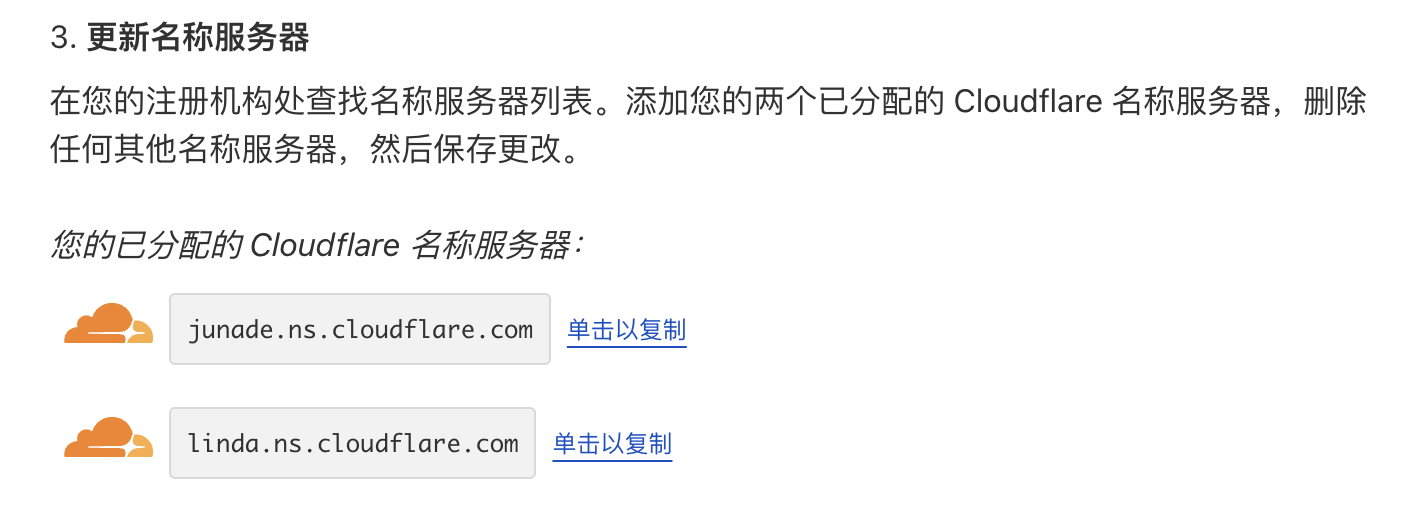 3. 更新名称服务器
在您的注册机构处查找名称服务器列表。添加您的两个已分配的 Cloudflare 名称服务器，删除
任何其他名称服务器，然后保存更改。
您的已分配的 Cloudflare 名称服务器：
junade.ns.cloudflare.com 单击以复制
linda.ns.cloudflare.com 单击以复制